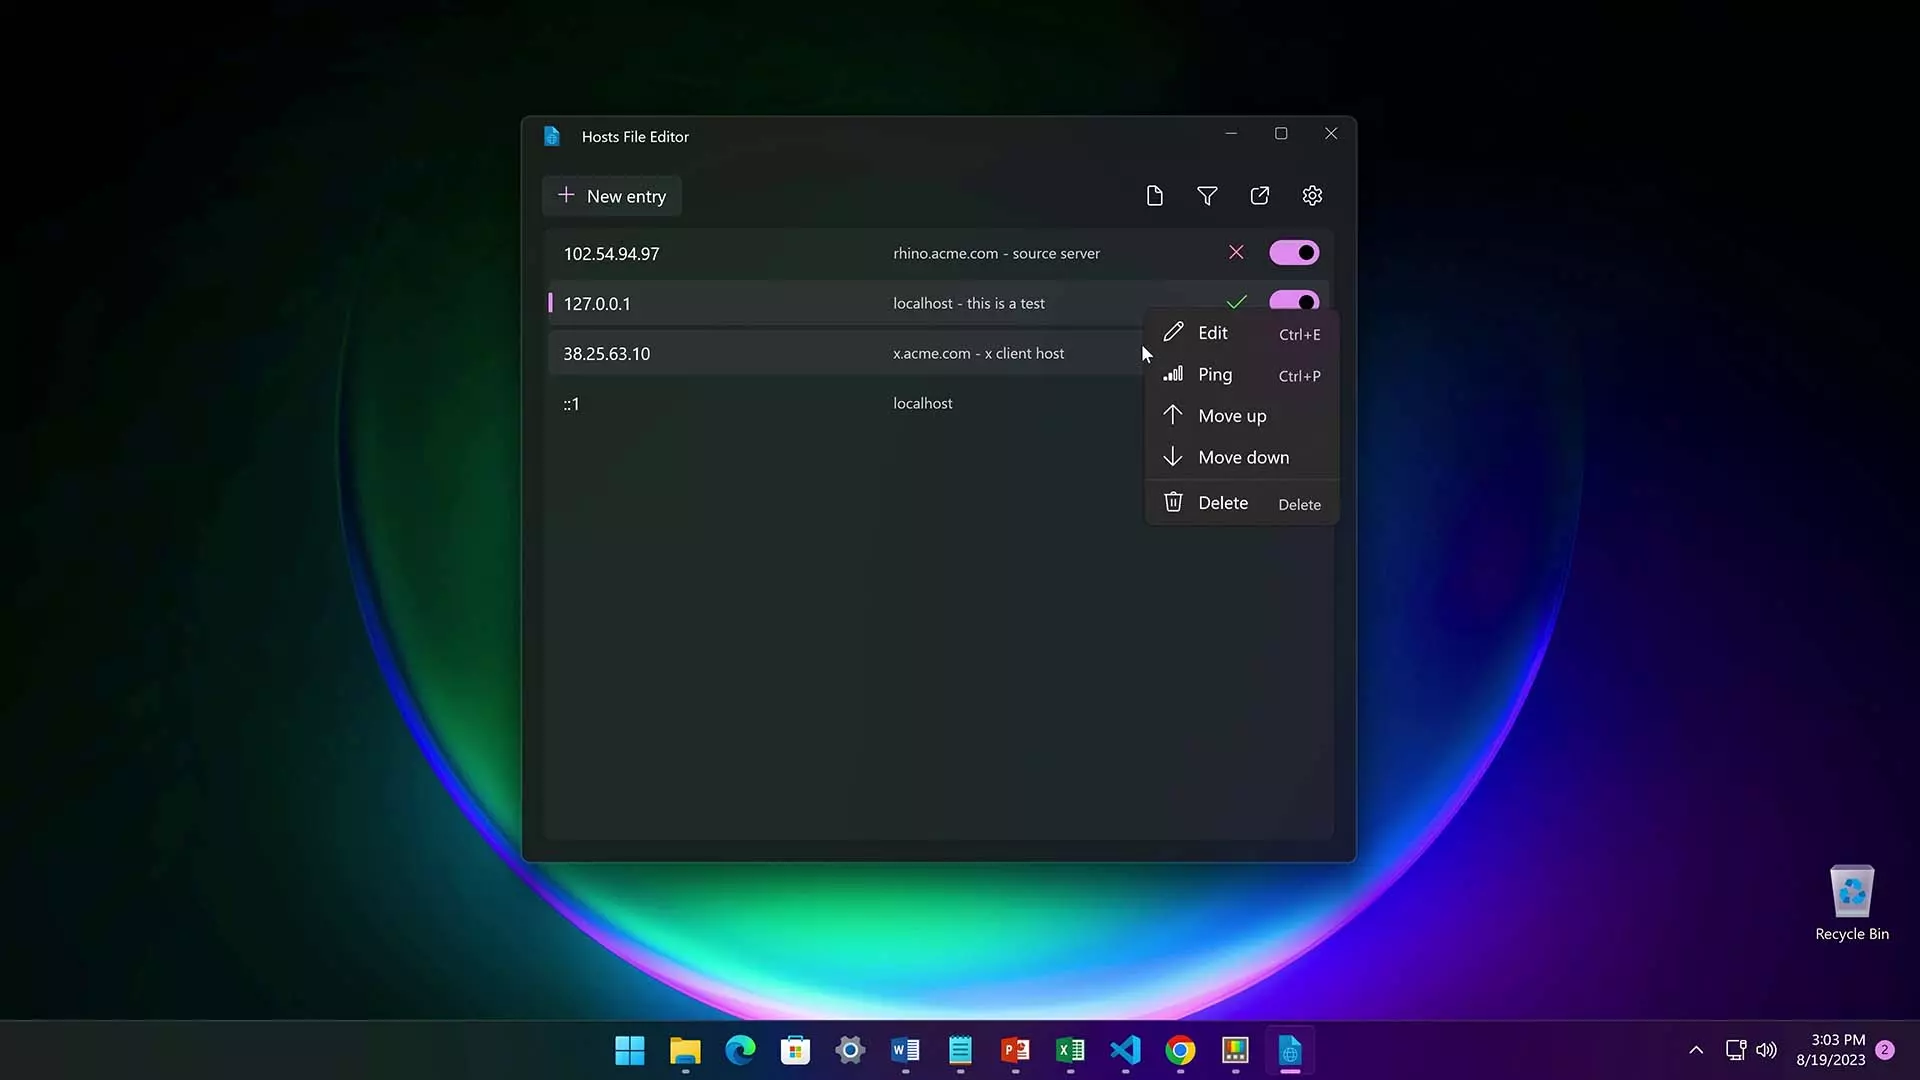 Hosts File Editor
New entry
102.54.94.97 rhino.acme.com - source server
127.0.0.1 localhost - this is a test
38.25.63.10 x.acme.com - x client host
::1 localhost
Edit Ctrl+E
Ping Ctrl+P
Move up
Move down
Delete Delete
Recycle Bin
3:03 PM
8/19/2023
2